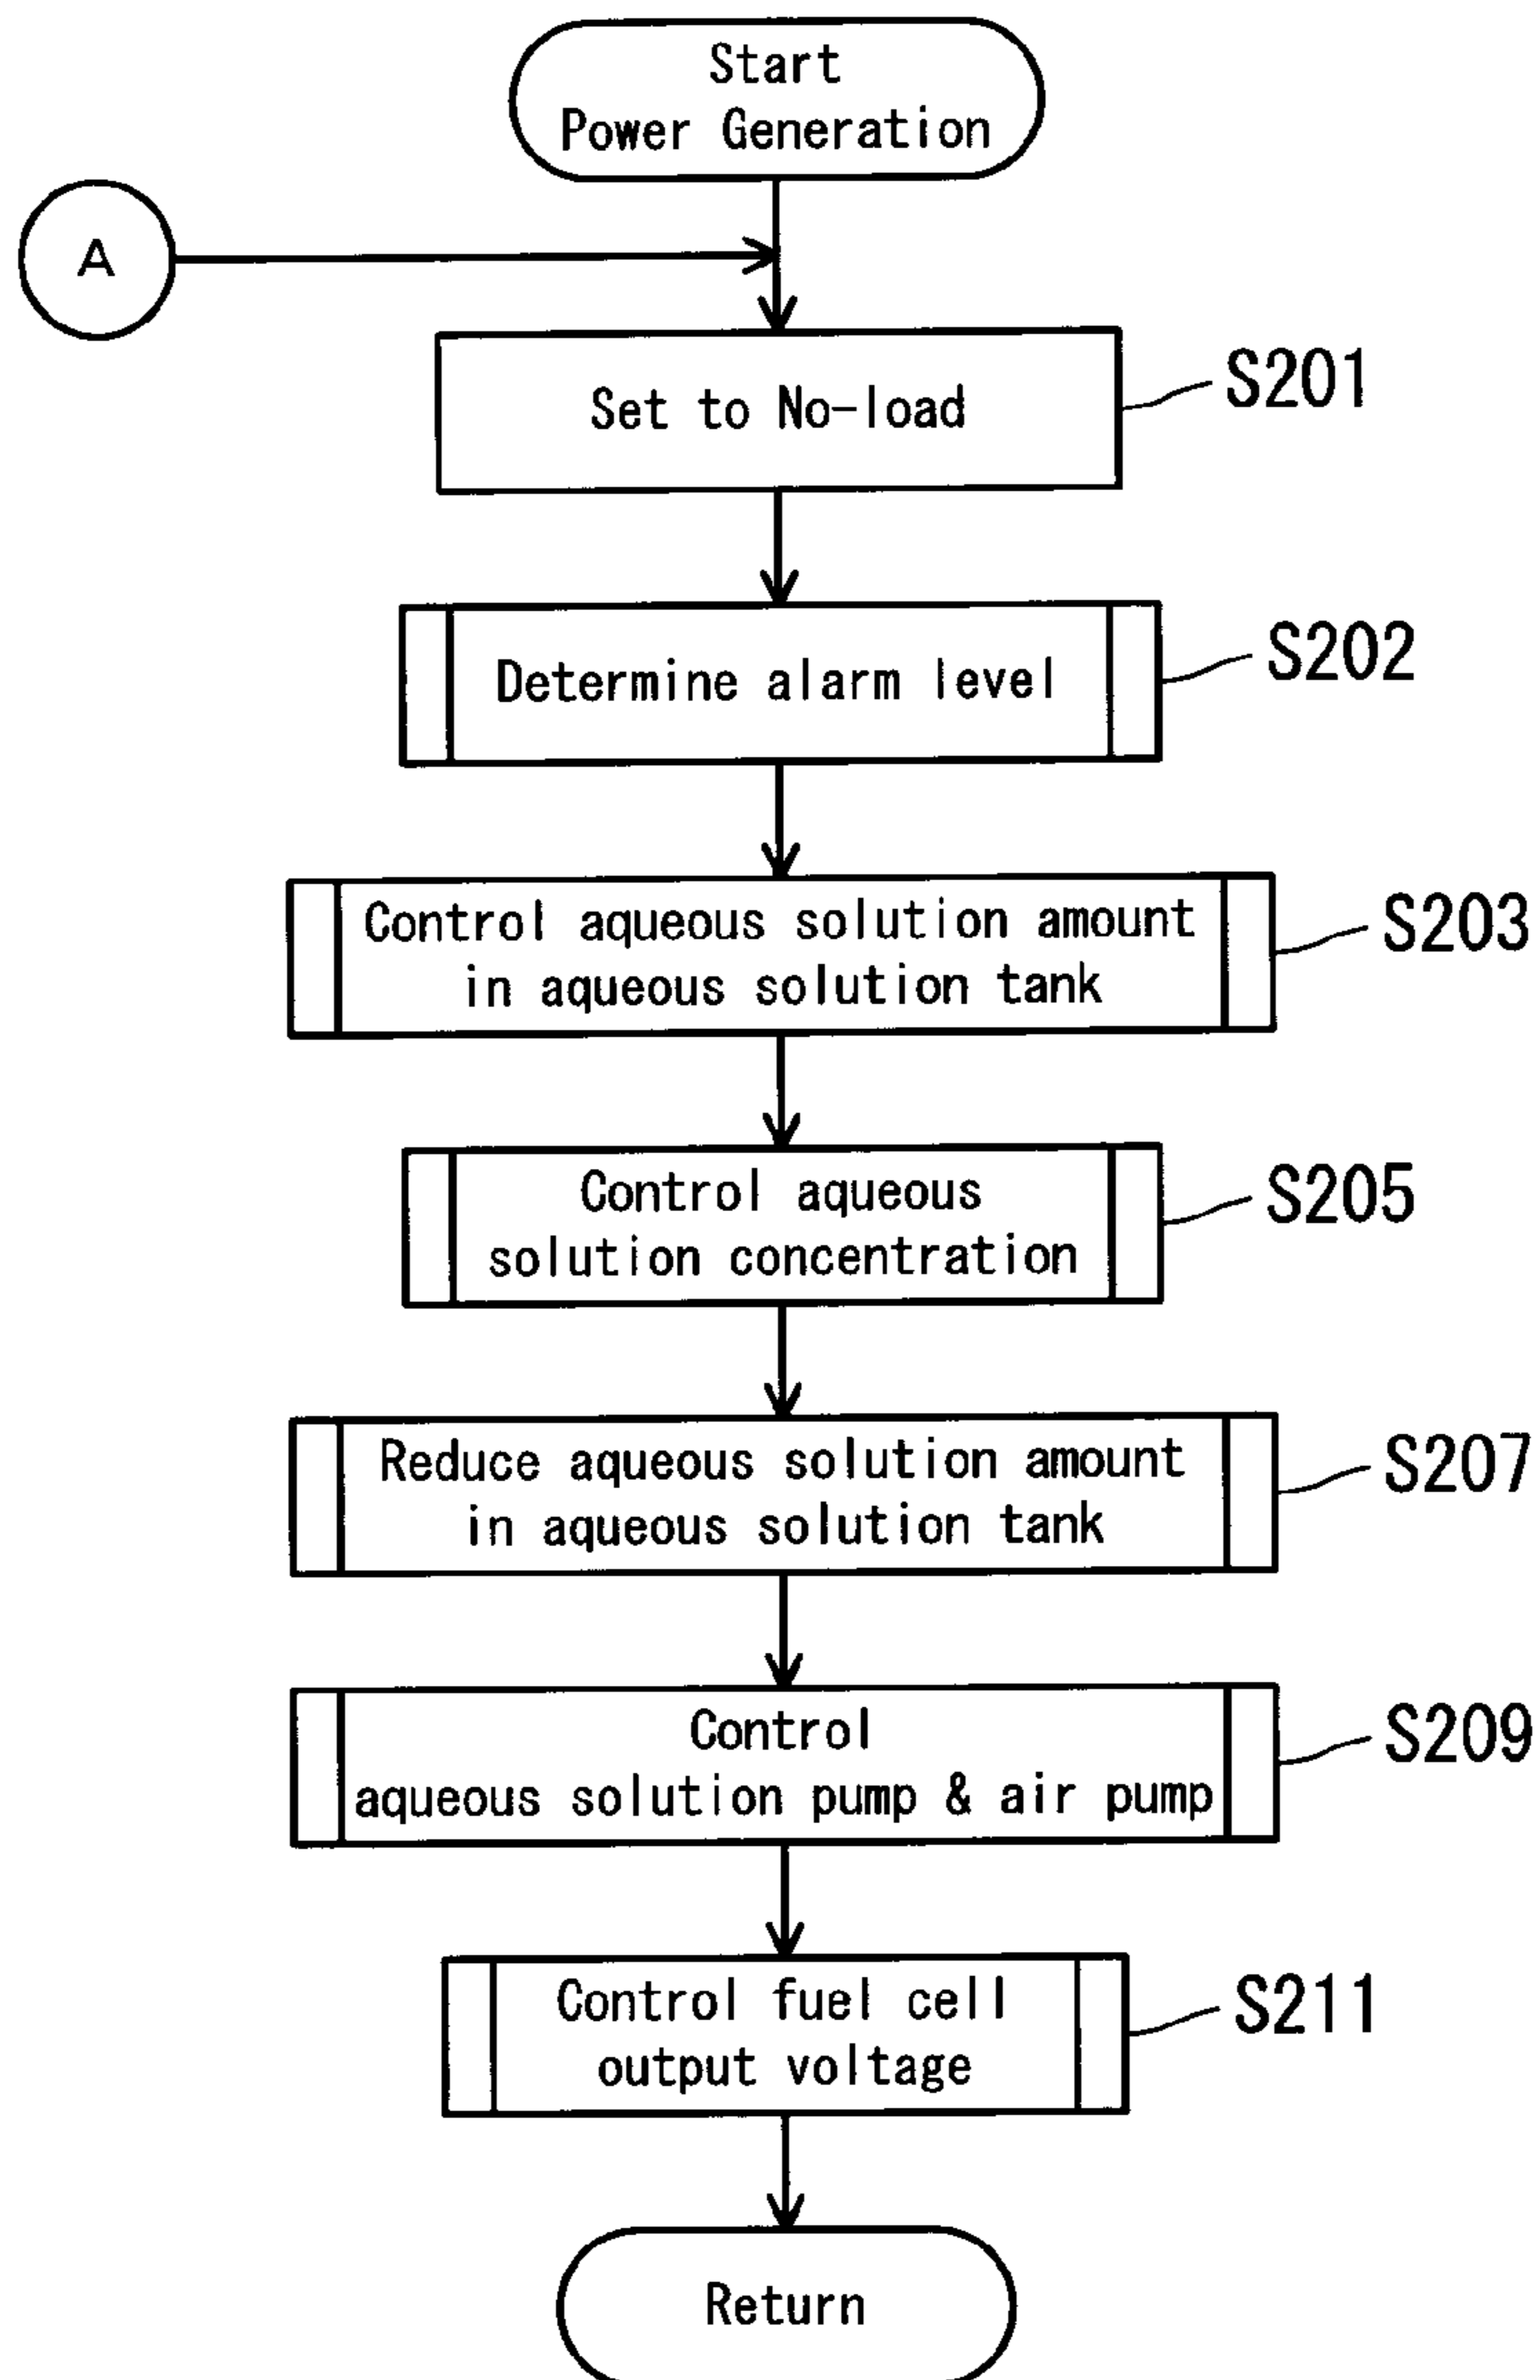 Start
Power Generation
A
Set to No-load
S201
Determine alarm level
S202
Control aqueous solution amount
in aqueous solution tank
S203
Control aqueous
solution concentration
S205
Reduce aqueous solution amount
in aqueous solution tank
S207
Control
aqueous solution pump & air pump
S209
Control fuel cell
output voltage
S211
Return